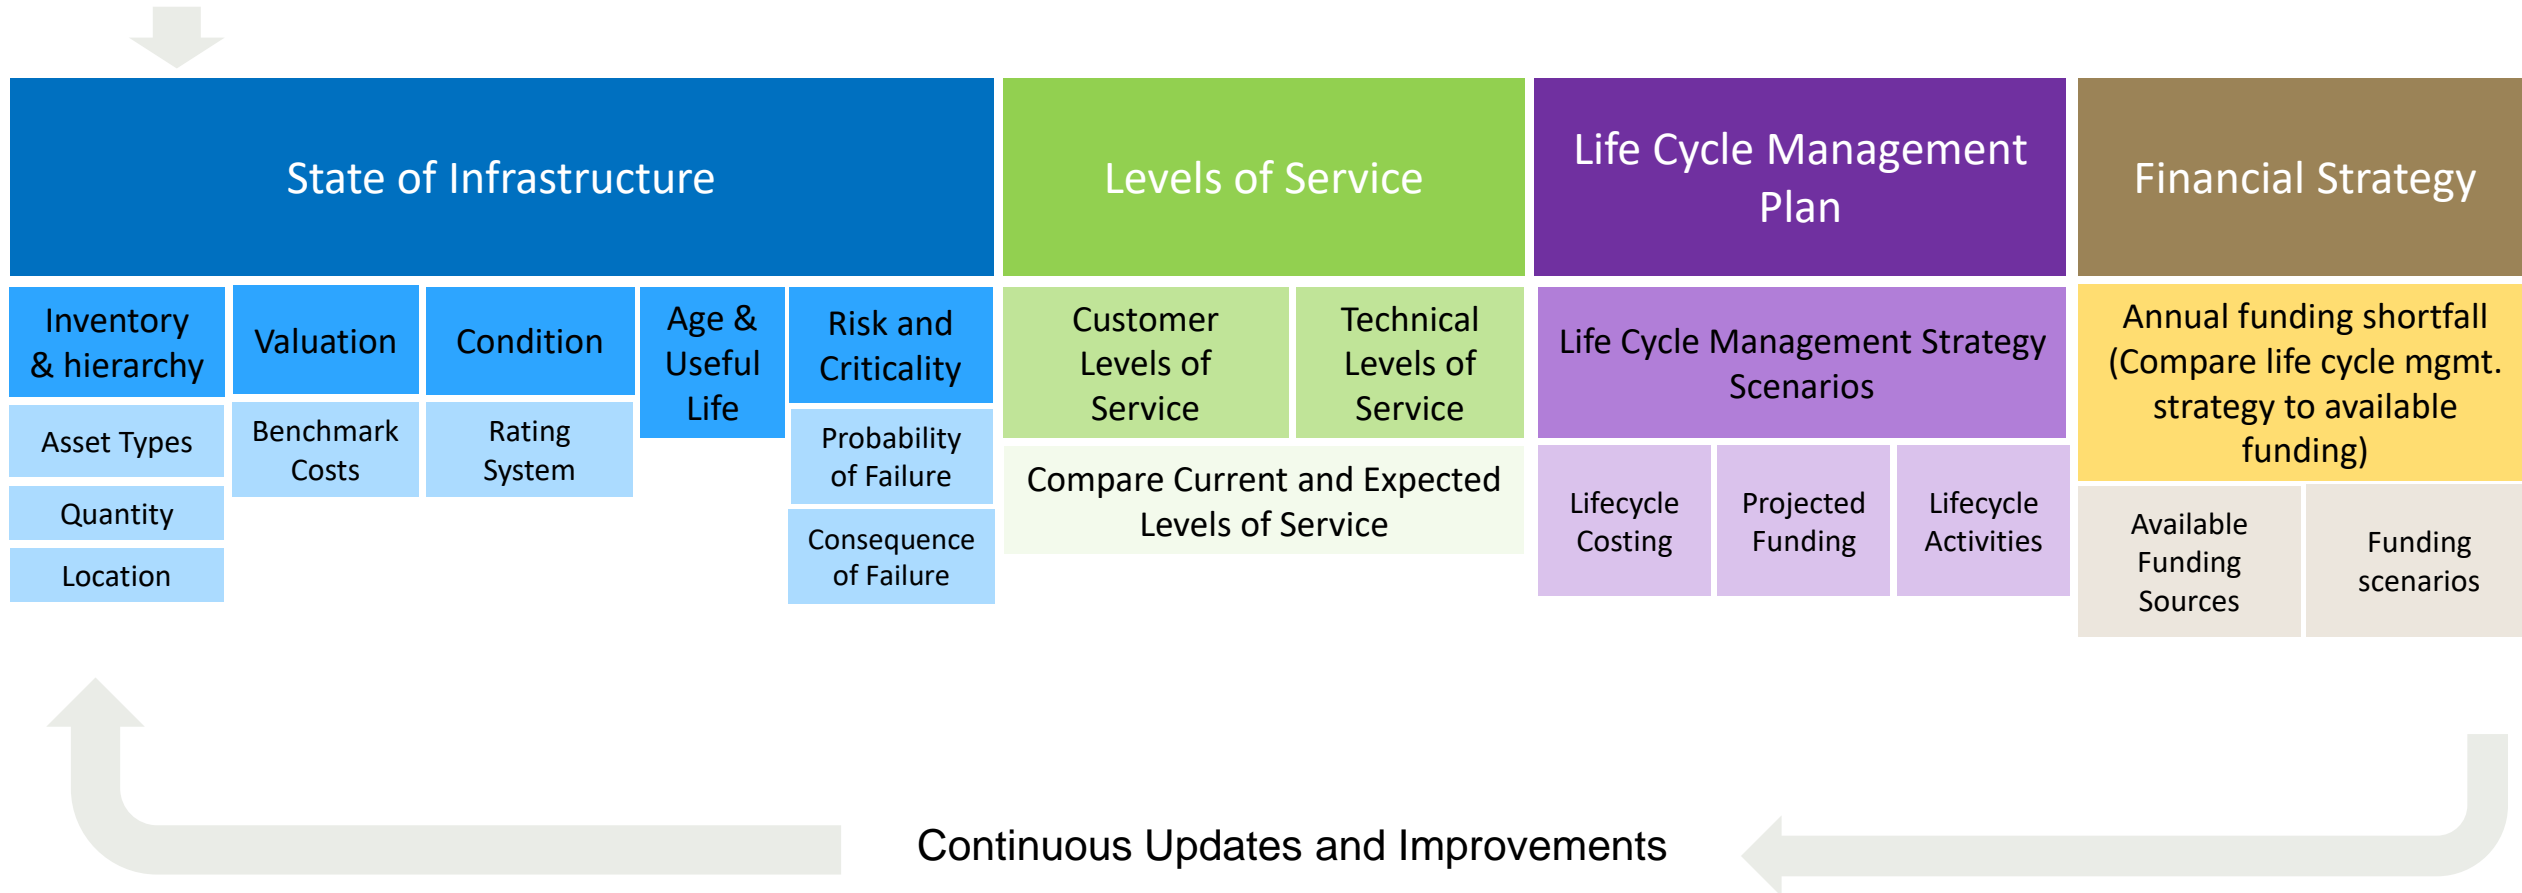 State of Infrastructure
Levels of Service
Life Cycle Management
Plan
Financial Strategy
Inventory
& hierarchy
Asset Types
Quantity
Location
Valuation
Benchmark
Costs
Condition
Rating
System
Age &
Useful
Life
Risk and
Criticality
Probability
of Failure
Consequence
of Failure
Customer
Levels of
Service
Technical
Levels of
Service
Compare Current and Expected
Levels of Service
Life Cycle Management Strategy
Scenarios
Lifecycle
Costing
Projected
Funding
Lifecycle
Activities
Annual funding shortfall
(Compare life cycle mgmt.
strategy to available
funding)
Available
Funding
Sources
Funding
scenarios
Continuous Updates and Improvements